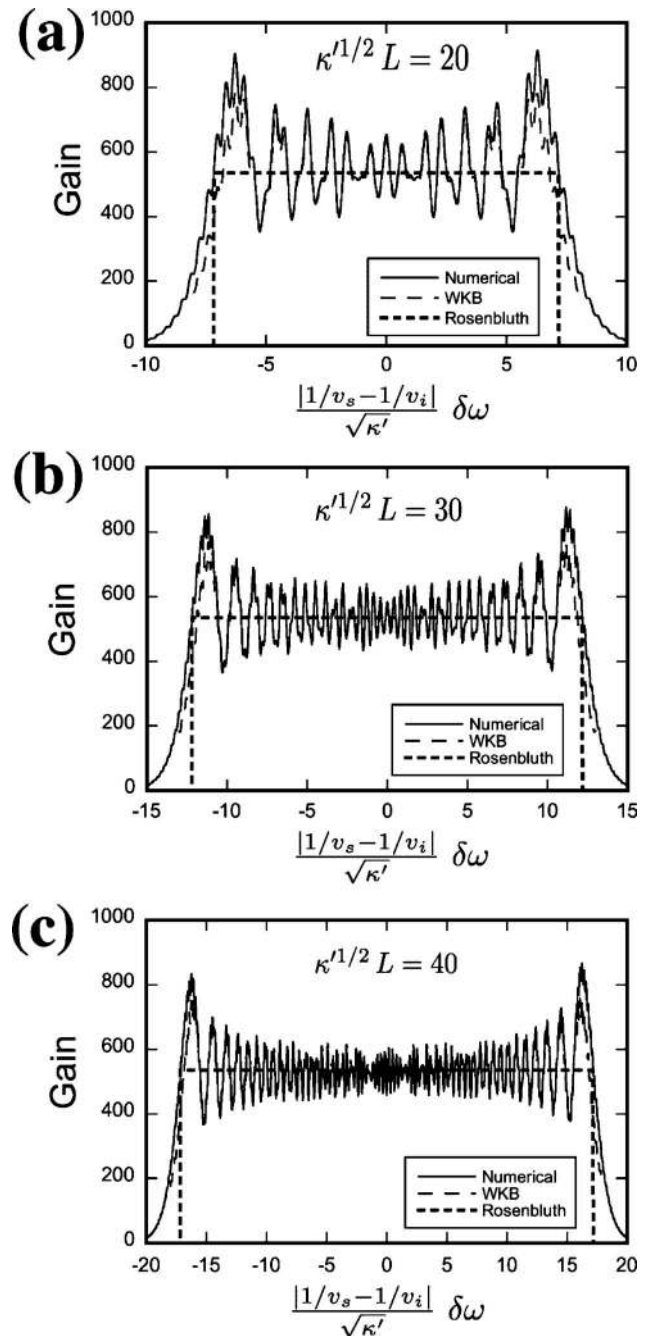 (a)
κ′^{1/2} L = 20
Gain
1000
800
600
400
200
0
Numerical
WKB
Rosenbluth
-10 -5 0 5 10
|1/v_s−1/v_i|
√κ′
δω
(b)
κ′^{1/2} L = 30
Gain
1000
800
600
400
200
0
Numerical
WKB
Rosenbluth
-15 -10 -5 0 5 10 15
|1/v_s−1/v_i|
√κ′
δω
(c)
κ′^{1/2} L = 40
Gain
1000
800
600
400
200
0
Numerical
WKB
Rosenbluth
-20 -15 -10 -5 0 5 10 15 20
|1/v_s−1/v_i|
√κ′
δω